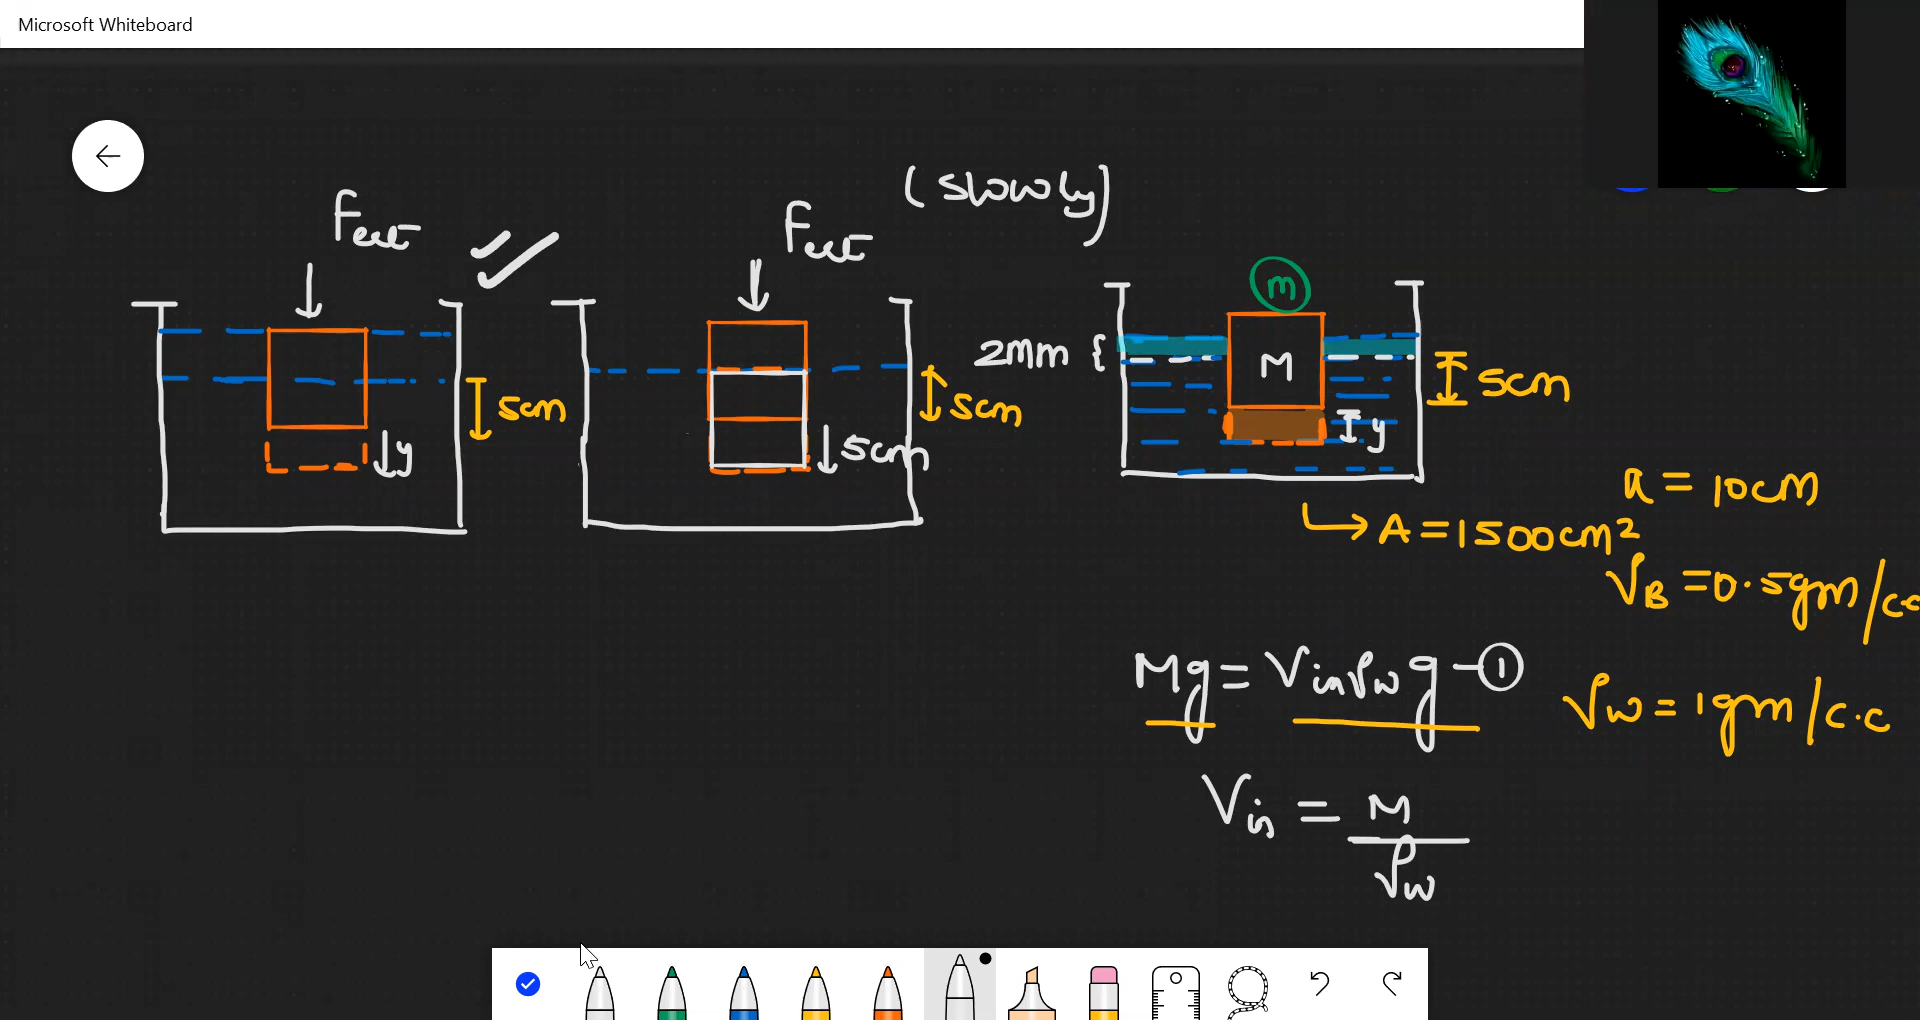 Microsoft Whiteboard
(slowly)
Fext
Fext
m
2mm
M
5cm
5cm
5cm
y
5cm
y
a = 10cm
A = 1500cm²
ρB = 0.5gm/cc
Mg = Vinρwg - ①
ρw = 1gm/c.c
Vin = M
ρw